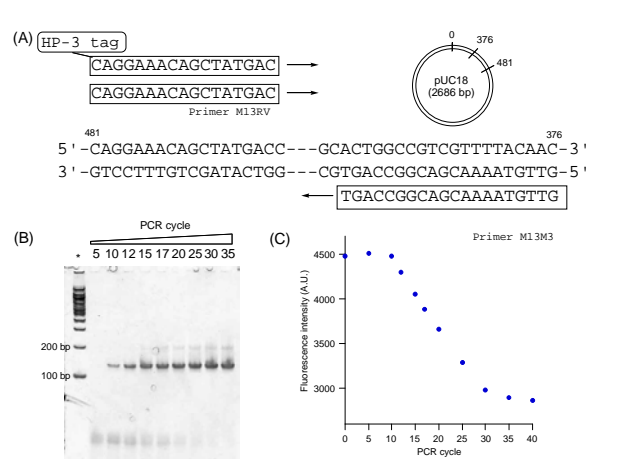 (A) HP-3 tag
CAGGAAACAGCTATGAC
CAGGAAACAGCTATGAC
Primer M13RV
0
376
481
pUC18
(2686 bp)
481 376
5'-CAGGAAACAGCTATGACC---GCACTGGCCGTCGTTTTACAAC-3'
3'-GTCCTTTGTCGATACTGG---CGTGACCGGCAGCAAAATGTTG-5'
TGACCGGCAGCAAAATGTTG
Primer M13M3
(B)
PCR cycle
* 5 10 12 15 17 20 25 30 35
200 bp
100 bp
(C)
Fluorescence intensity (A.U.)
4500
4000
3500
3000
0 5 10 15 20 25 30 35 40
PCR cycle